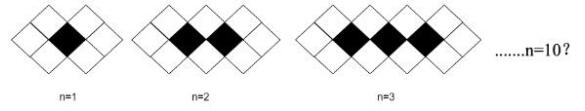 .......n=10?
n=1 n=2 n=3